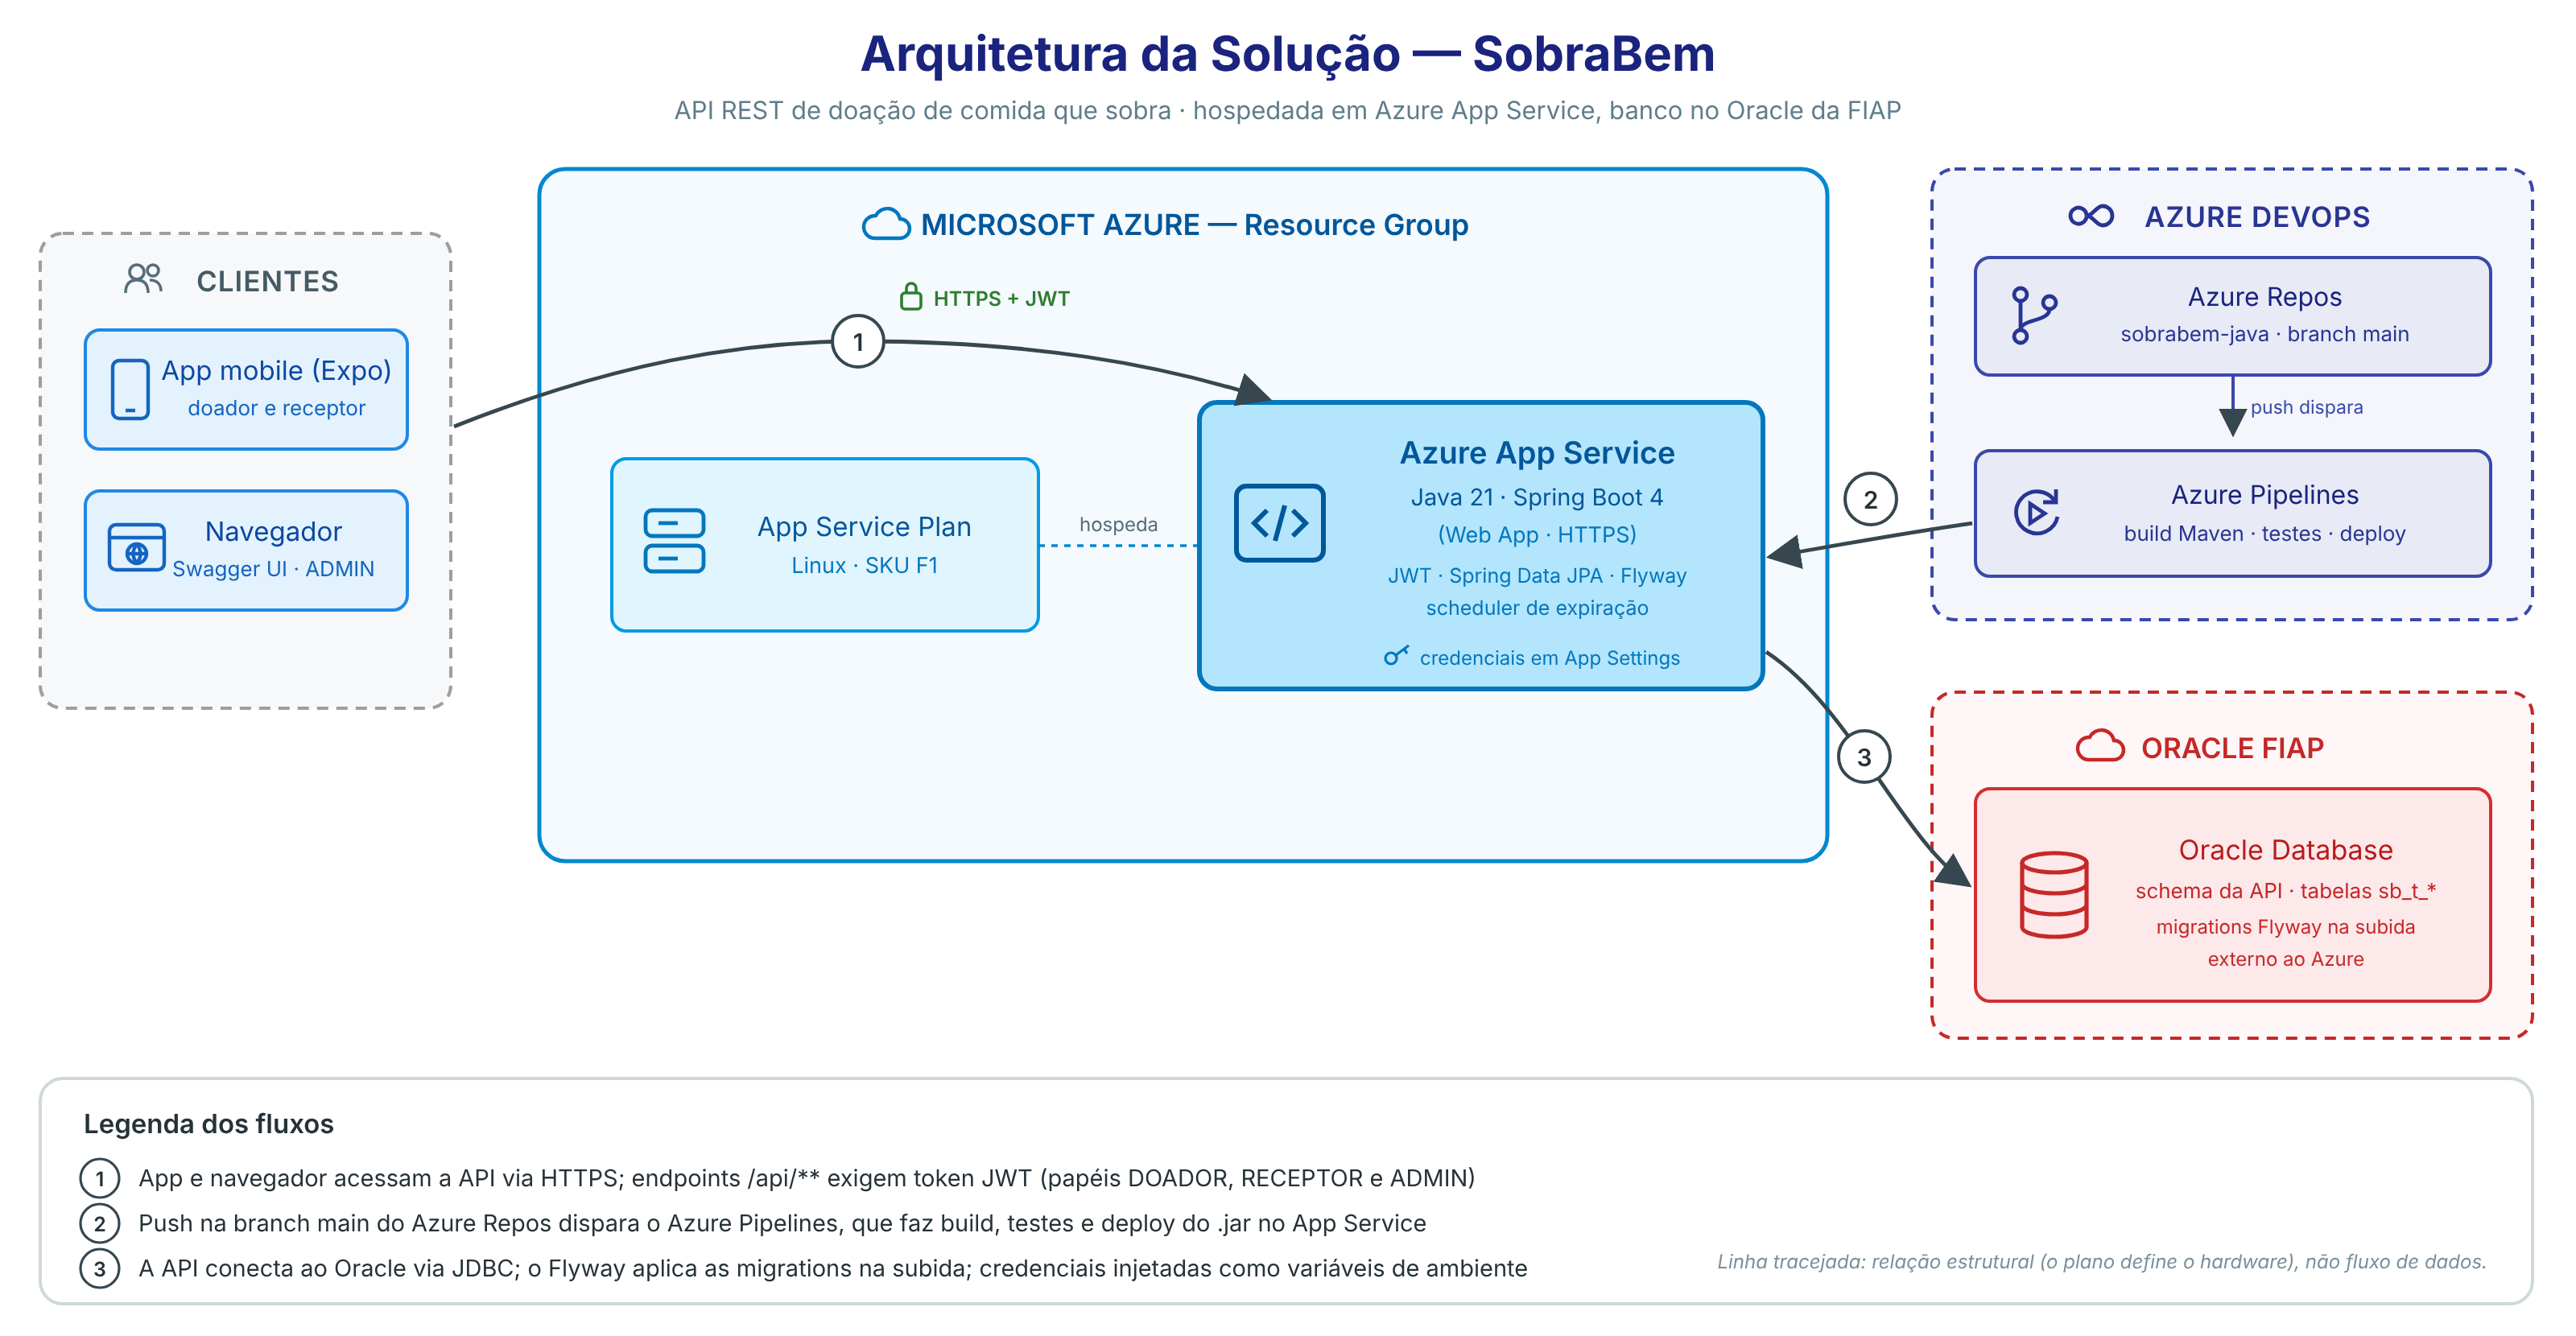 Arquitetura da Solução — SobraBem
API REST de doação de comida que sobra · hospedada em Azure App Service, banco no Oracle da FIAP
CLIENTES
App mobile (Expo)
doador e receptor
Navegador
Swagger UI · ADMIN
MICROSOFT AZURE — Resource Group
HTTPS + JWT
1
App Service Plan
Linux · SKU F1
hospeda
Azure App Service
Java 21 · Spring Boot 4
(Web App · HTTPS)
JWT · Spring Data JPA · Flyway
scheduler de expiração
credenciais em App Settings
2
3
AZURE DEVOPS
Azure Repos
sobrabem-java · branch main
push dispara
Azure Pipelines
build Maven · testes · deploy
ORACLE FIAP
Oracle Database
schema da API · tabelas sb_t_*
migrations Flyway na subida
externo ao Azure
Legenda dos fluxos
1 App e navegador acessam a API via HTTPS; endpoints /api/** exigem token JWT (papéis DOADOR, RECEPTOR e ADMIN)
2 Push na branch main do Azure Repos dispara o Azure Pipelines, que faz build, testes e deploy do .jar no App Service
3 A API conecta ao Oracle via JDBC; o Flyway aplica as migrations na subida; credenciais injetadas como variáveis de ambiente
Linha tracejada: relação estrutural (o plano define o hardware), não fluxo de dados.